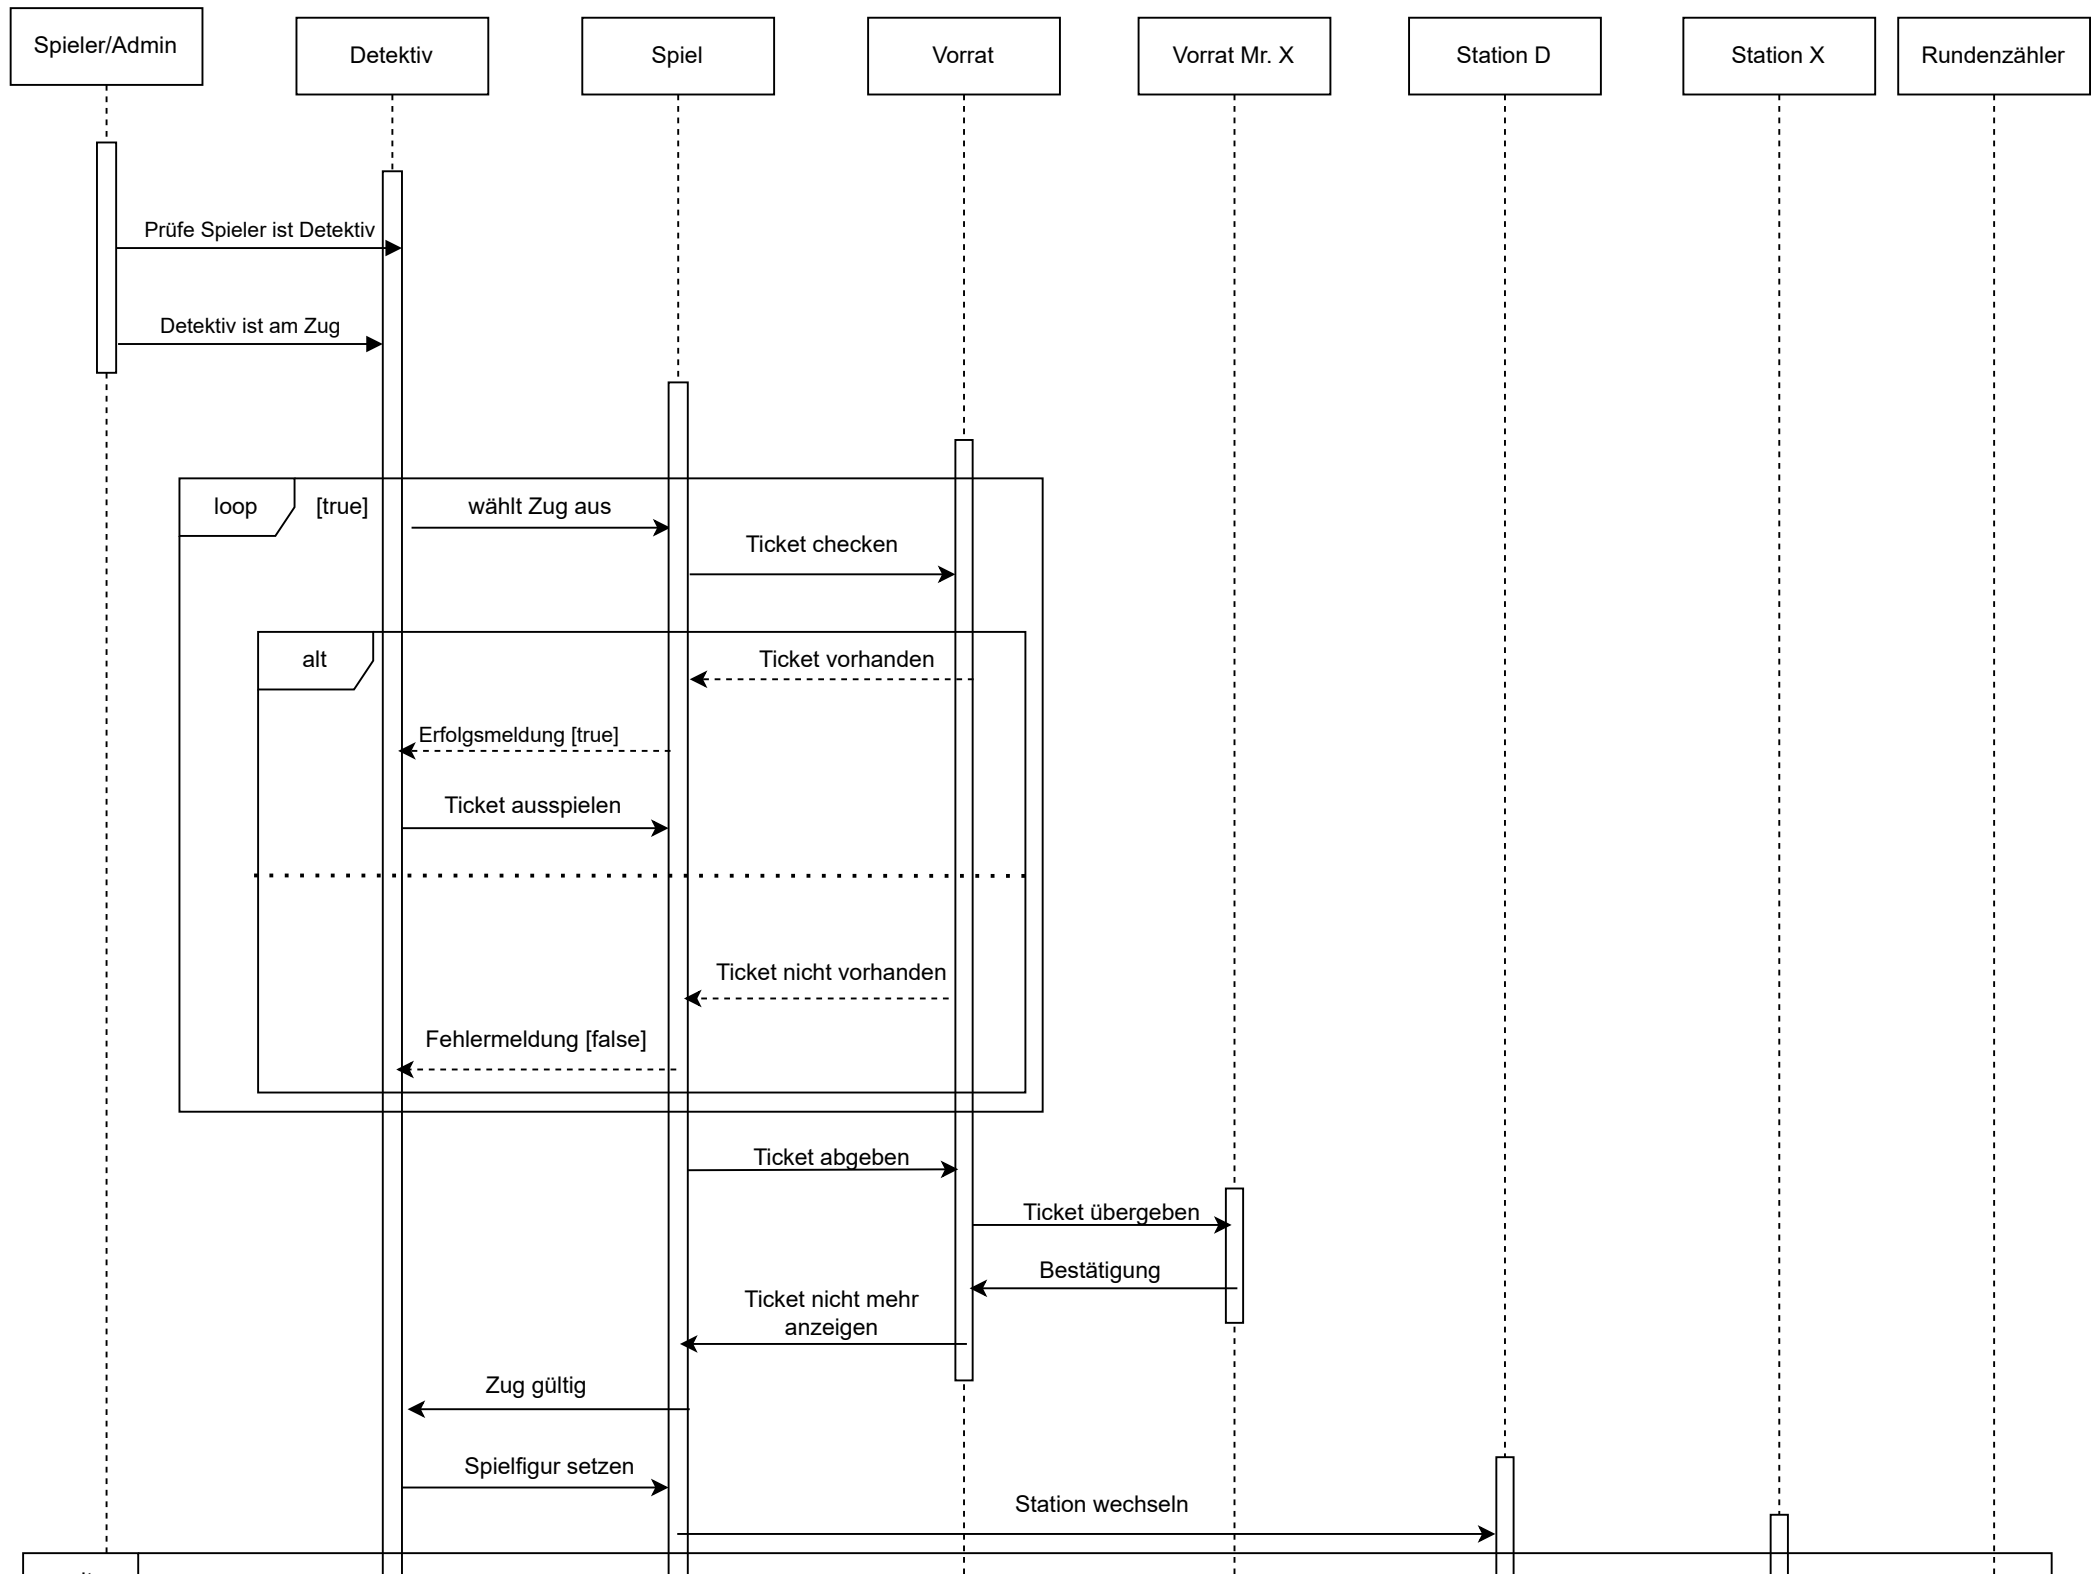 Spieler/Admin
Detektiv
Spiel
Vorrat
Vorrat Mr. X
Station D
Station X
Rundenzähler
Prüfe Spieler ist Detektiv
Detektiv ist am Zug
loop
[true]
wählt Zug aus
Ticket checken
alt
Ticket vorhanden
Erfolgsmeldung [true]
Ticket ausspielen
Ticket nicht vorhanden
Fehlermeldung [false]
Ticket abgeben
Ticket übergeben
Bestätigung
Ticket nicht mehr
anzeigen
Zug gültig
Spielfigur setzen
Station wechseln